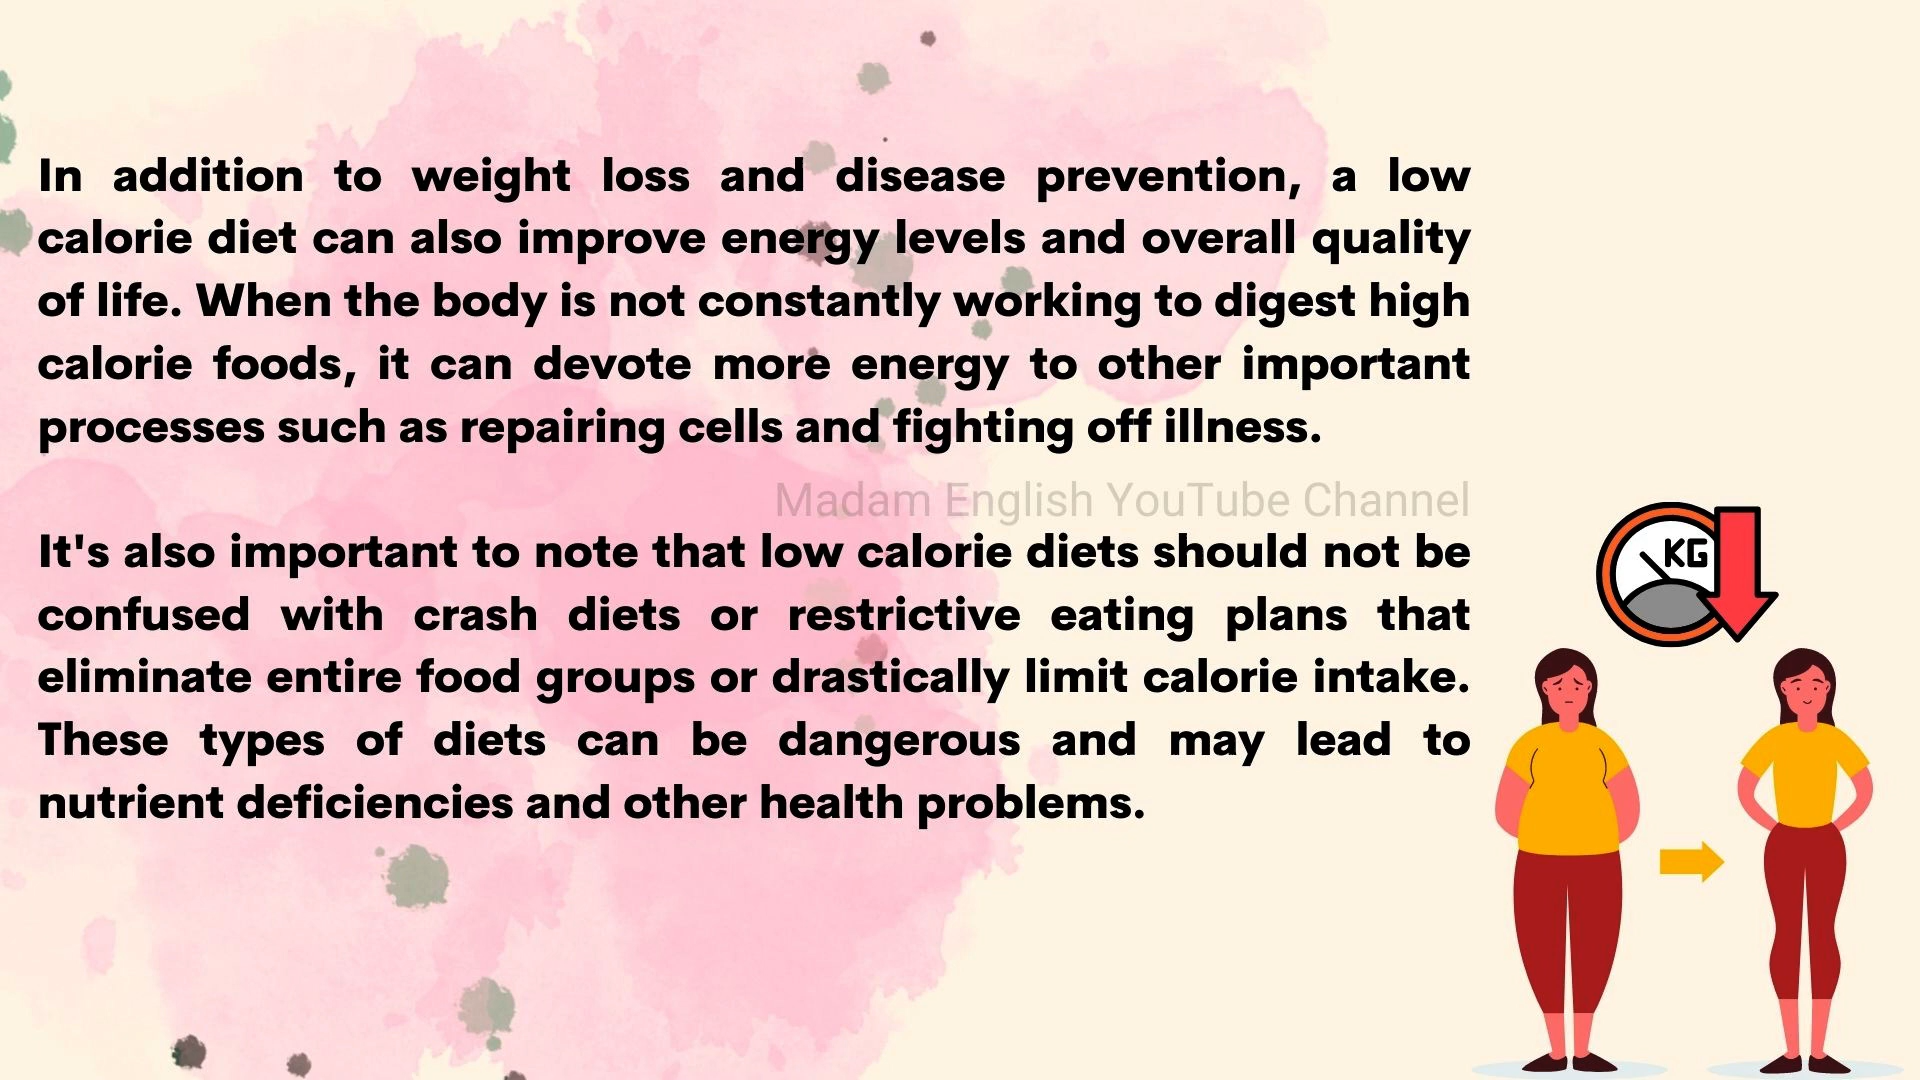 In addition to weight loss and disease prevention, a low
calorie diet can also improve energy levels and overall quality
of life. When the body is not constantly working to digest high
calorie foods, it can devote more energy to other important
processes such as repairing cells and fighting off illness.
Madam English YouTube Channel
It's also important to note that low calorie diets should not be
confused with crash diets or restrictive eating plans that
eliminate entire food groups or drastically limit calorie intake.
These types of diets can be dangerous and may lead to
nutrient deficiencies and other health problems.
KG